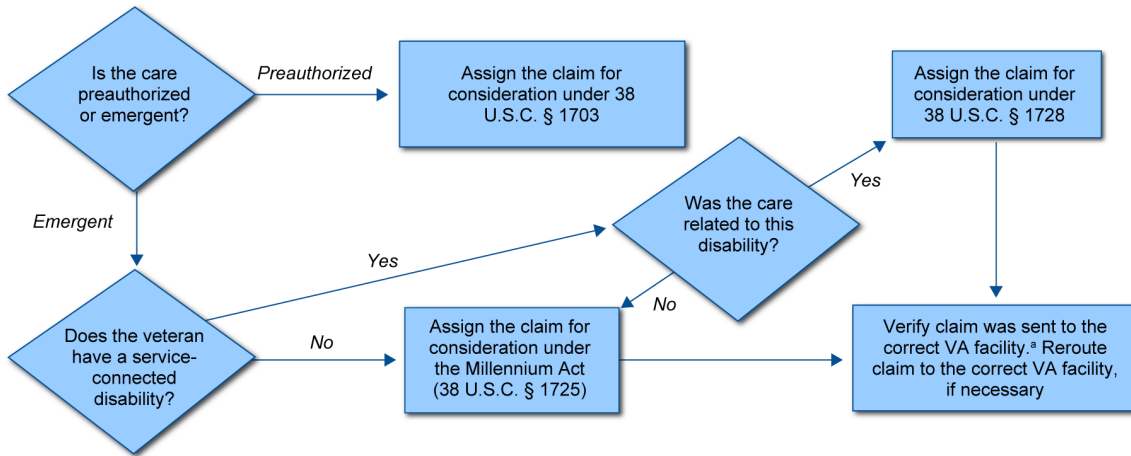 Is the care
preauthorized
or emergent?
Preauthorized
Assign the claim for
consideration under 38
U.S.C. § 1703
Assign the claim for
consideration under
38 U.S.C. § 1728
Emergent
Was the care
related to this
disability?
Yes
Yes
No
Does the veteran
have a service-
connected
disability?
No
Assign the claim for
consideration under
the Millennium Act
(38 U.S.C. § 1725)
Verify claim was sent to the
correct VA facility.ᵃ Reroute
claim to the correct VA facility,
if necessary